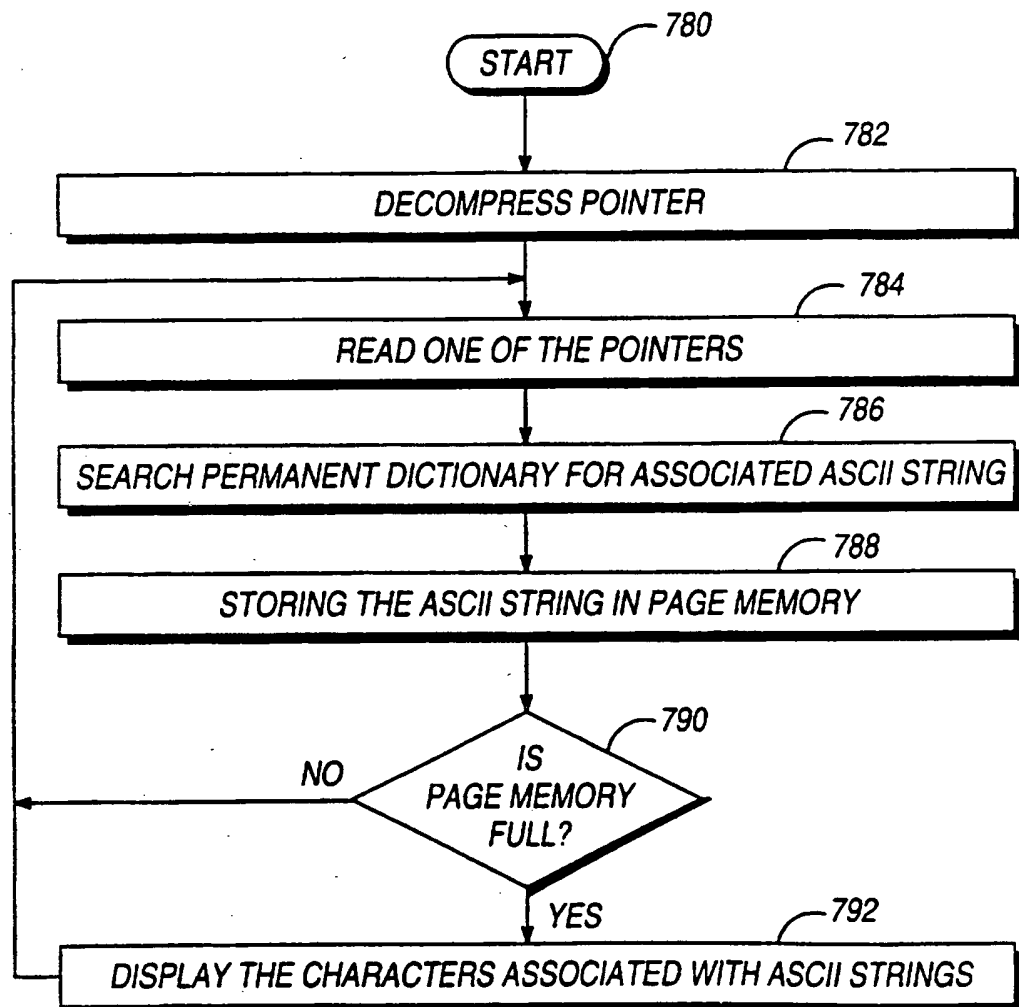 780
START
782
DECOMPRESS POINTER
784
READ ONE OF THE POINTERS
786
SEARCH PERMANENT DICTIONARY FOR ASSOCIATED ASCII STRING
788
STORING THE ASCII STRING IN PAGE MEMORY
790
IS
PAGE MEMORY
FULL?
NO
YES
792
DISPLAY THE CHARACTERS ASSOCIATED WITH ASCII STRINGS